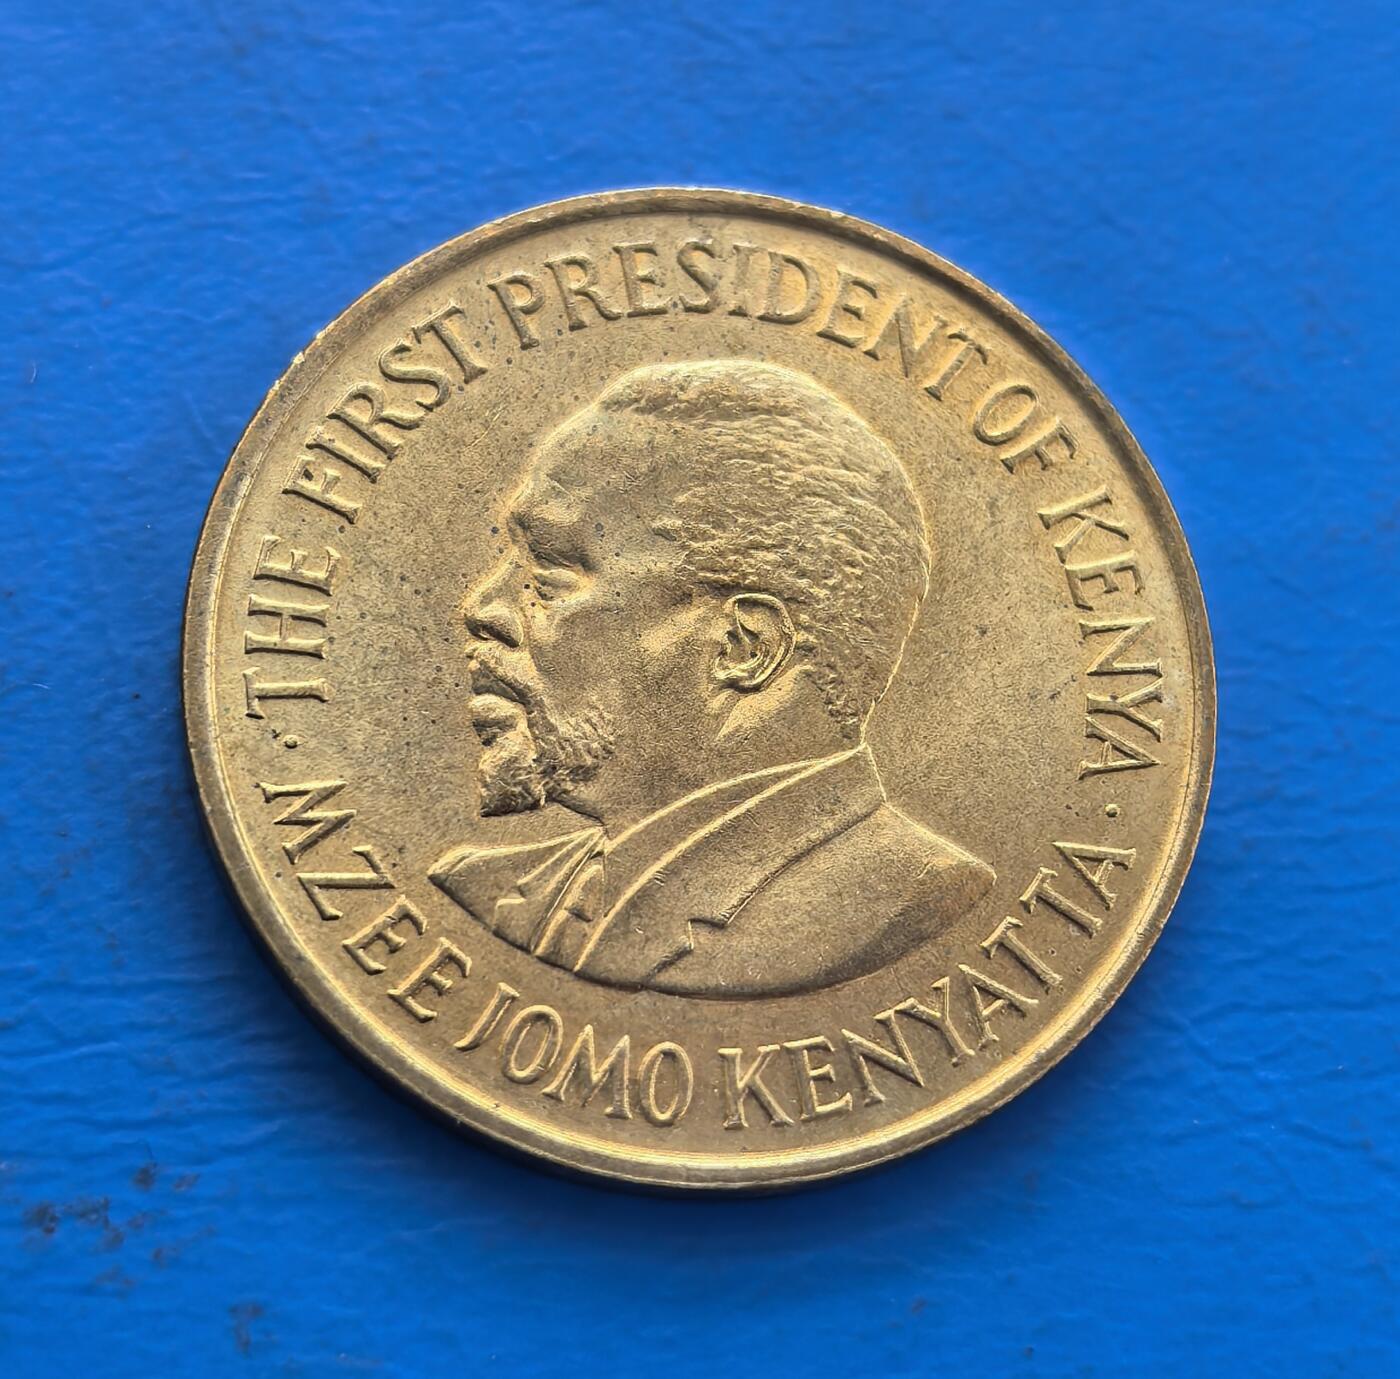 · THE FIRST PRESIDENT OF KENYA ·
MZEE JOMO KENYATTA